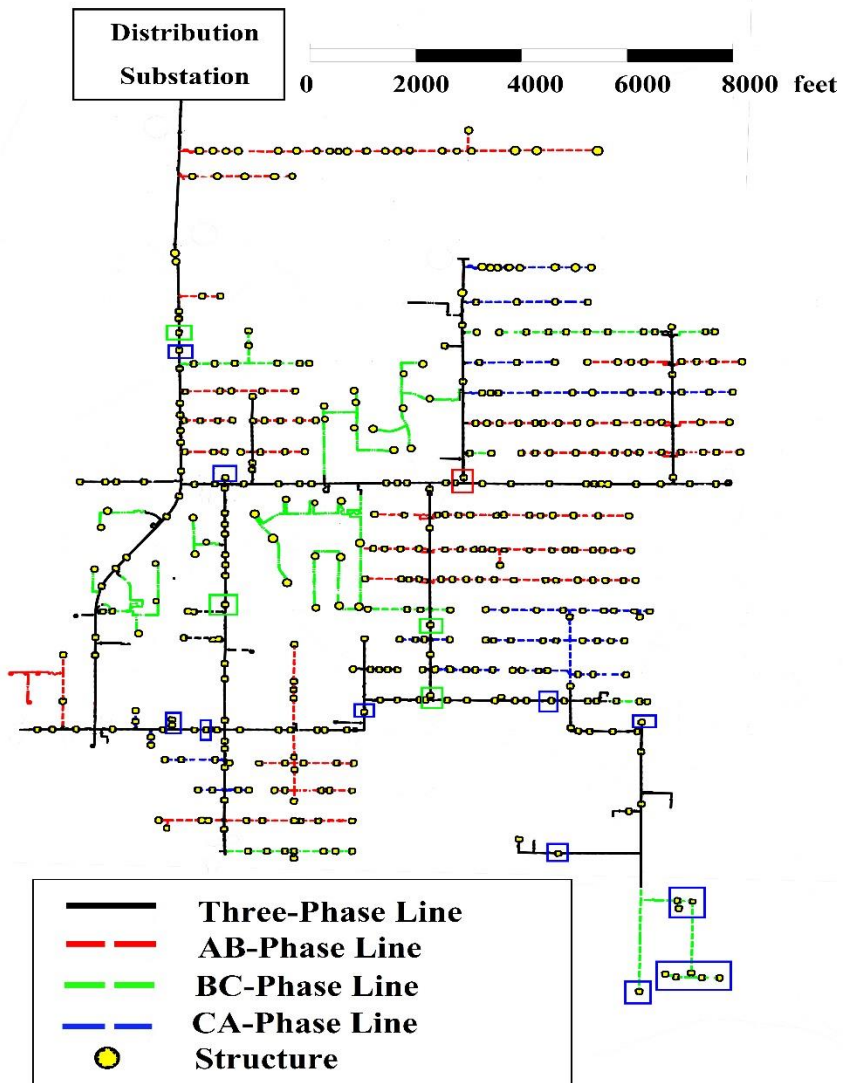 Distribution
Substation
0 2000 4000 6000 8000 feet
Three-Phase Line
AB-Phase Line
BC-Phase Line
CA-Phase Line
Structure